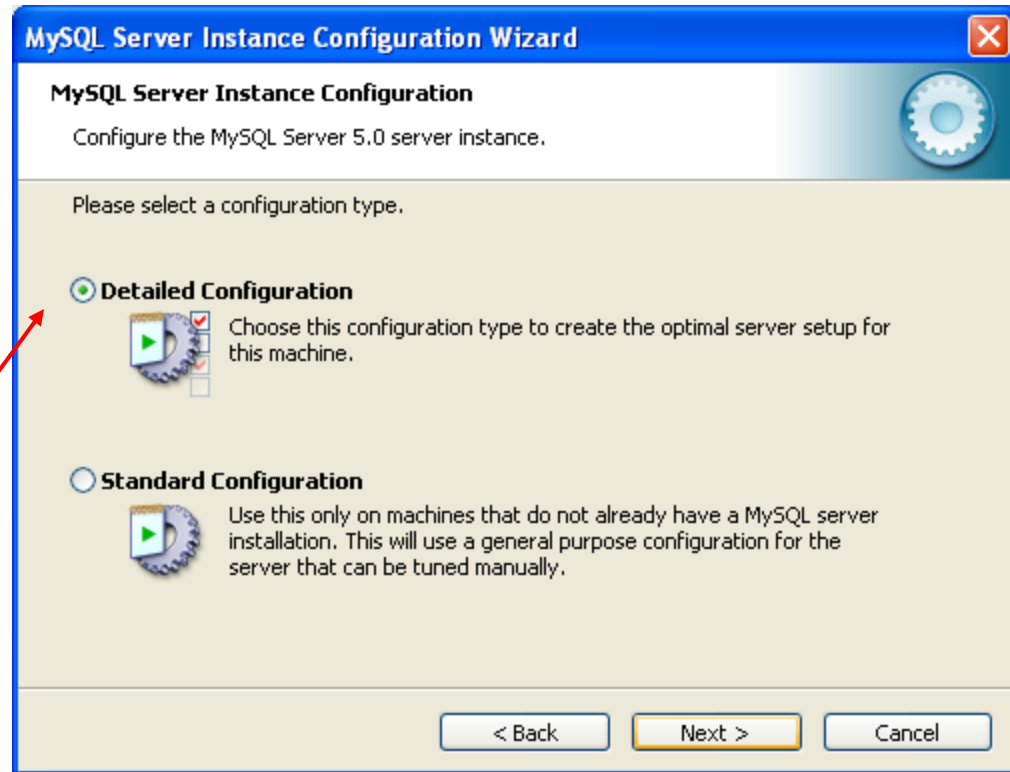 MySQL Server Instance Configuration Wizard
MySQL Server Instance Configuration
Configure the MySQL Server 5.0 server instance.
Please select a configuration type.
Detailed Configuration
Choose this configuration type to create the optimal server setup for
this machine.
Standard Configuration
Use this only on machines that do not already have a MySQL server
installation. This will use a general purpose configuration for the
server that can be tuned manually.
< Back Next > Cancel